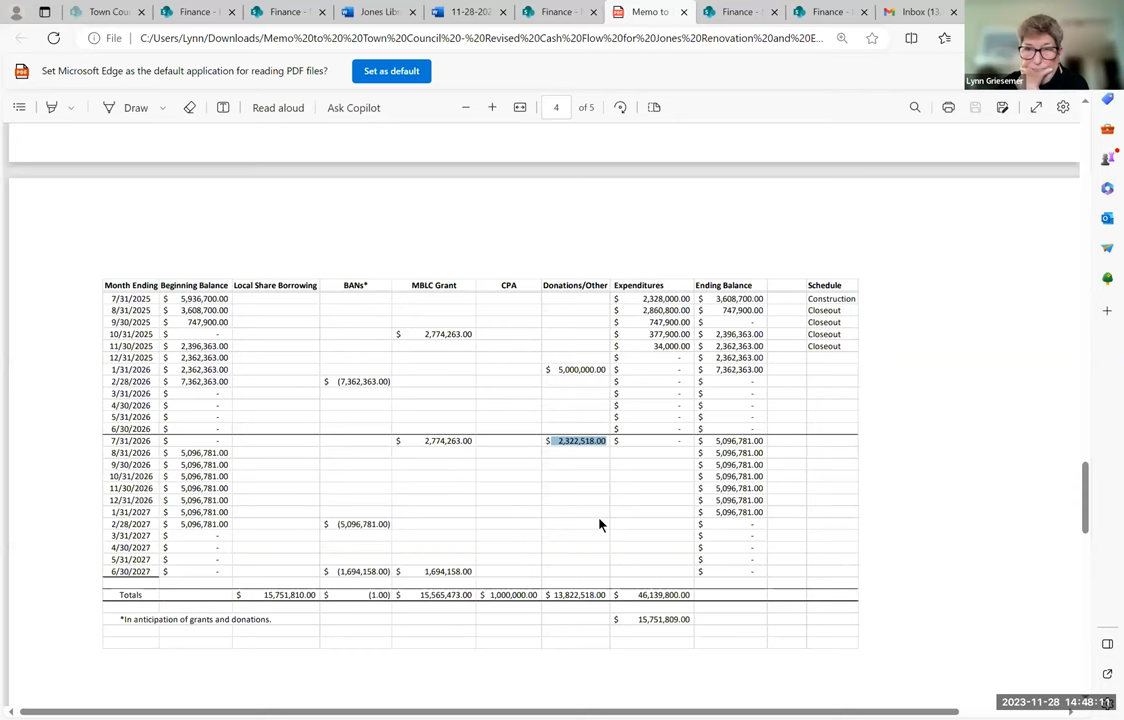 Town Cou
Finance -
Finance -
Jones Lib
11-28-202
Finance -
Memo to
Finance -
Finance -
Inbox (13
File C:/Users/Lynn/Downloads/Memo%20to%20%20Town%20Council%20-%20Revised%20Cash%20Flow%20for%20Jones%20Renovation%20and%20E...
Set Microsoft Edge as the default application for reading PDF files? Set as default
Lynn Griesemer
Draw Read aloud Ask Copilot 4 of 5
Month Ending Beginning Balance Local Share Borrowing BANs* MBLC Grant CPA Donations/Other Expenditures Ending Balance Schedule
7/31/2025 $ 5,936,700.00 $ 2,328,000.00 $ 3,608,700.00 Construction
8/31/2025 $ 3,608,700.00 $ 2,860,800.00 $ 747,900.00 Closeout
9/30/2025 $ 747,900.00 $ 747,900.00 $ - Closeout
10/31/2025 $ - $ 2,774,263.00 $ 377,900.00 $ 2,396,363.00 Closeout
11/30/2025 $ 2,396,363.00 $ 34,000.00 $ 2,362,363.00 Closeout
12/31/2025 $ 2,362,363.00 $ - $ 2,362,363.00
1/31/2026 $ 2,362,363.00 $ 5,000,000.00 $ - $ 7,362,363.00
2/28/2026 $ 7,362,363.00 $ (7,362,363.00) $ - $ -
3/31/2026 $ - $ - $ -
4/30/2026 $ - $ - $ -
5/31/2026 $ - $ - $ -
6/30/2026 $ - $ - $ -
7/31/2026 $ - $ 2,774,263.00 $ 2,322,518.00 $ - $ 5,096,781.00
8/31/2026 $ 5,096,781.00 $ 5,096,781.00
9/30/2026 $ 5,096,781.00 $ 5,096,781.00
10/31/2026 $ 5,096,781.00 $ 5,096,781.00
11/30/2026 $ 5,096,781.00 $ 5,096,781.00
12/31/2026 $ 5,096,781.00 $ 5,096,781.00
1/31/2027 $ 5,096,781.00 $ 5,096,781.00
2/28/2027 $ 5,096,781.00 $ (5,096,781.00) $ -
3/31/2027 $ - $ -
4/30/2027 $ - $ -
5/31/2027 $ - $ -
6/30/2027 $ - $ (1,694,158.00) $ 1,694,158.00 $ -
Totals $ 15,751,810.00 $ (1.00) $ 15,565,473.00 $ 1,000,000.00 $ 13,822,518.00 $ 46,139,800.00
*In anticipation of grants and donations. $ 15,751,809.00